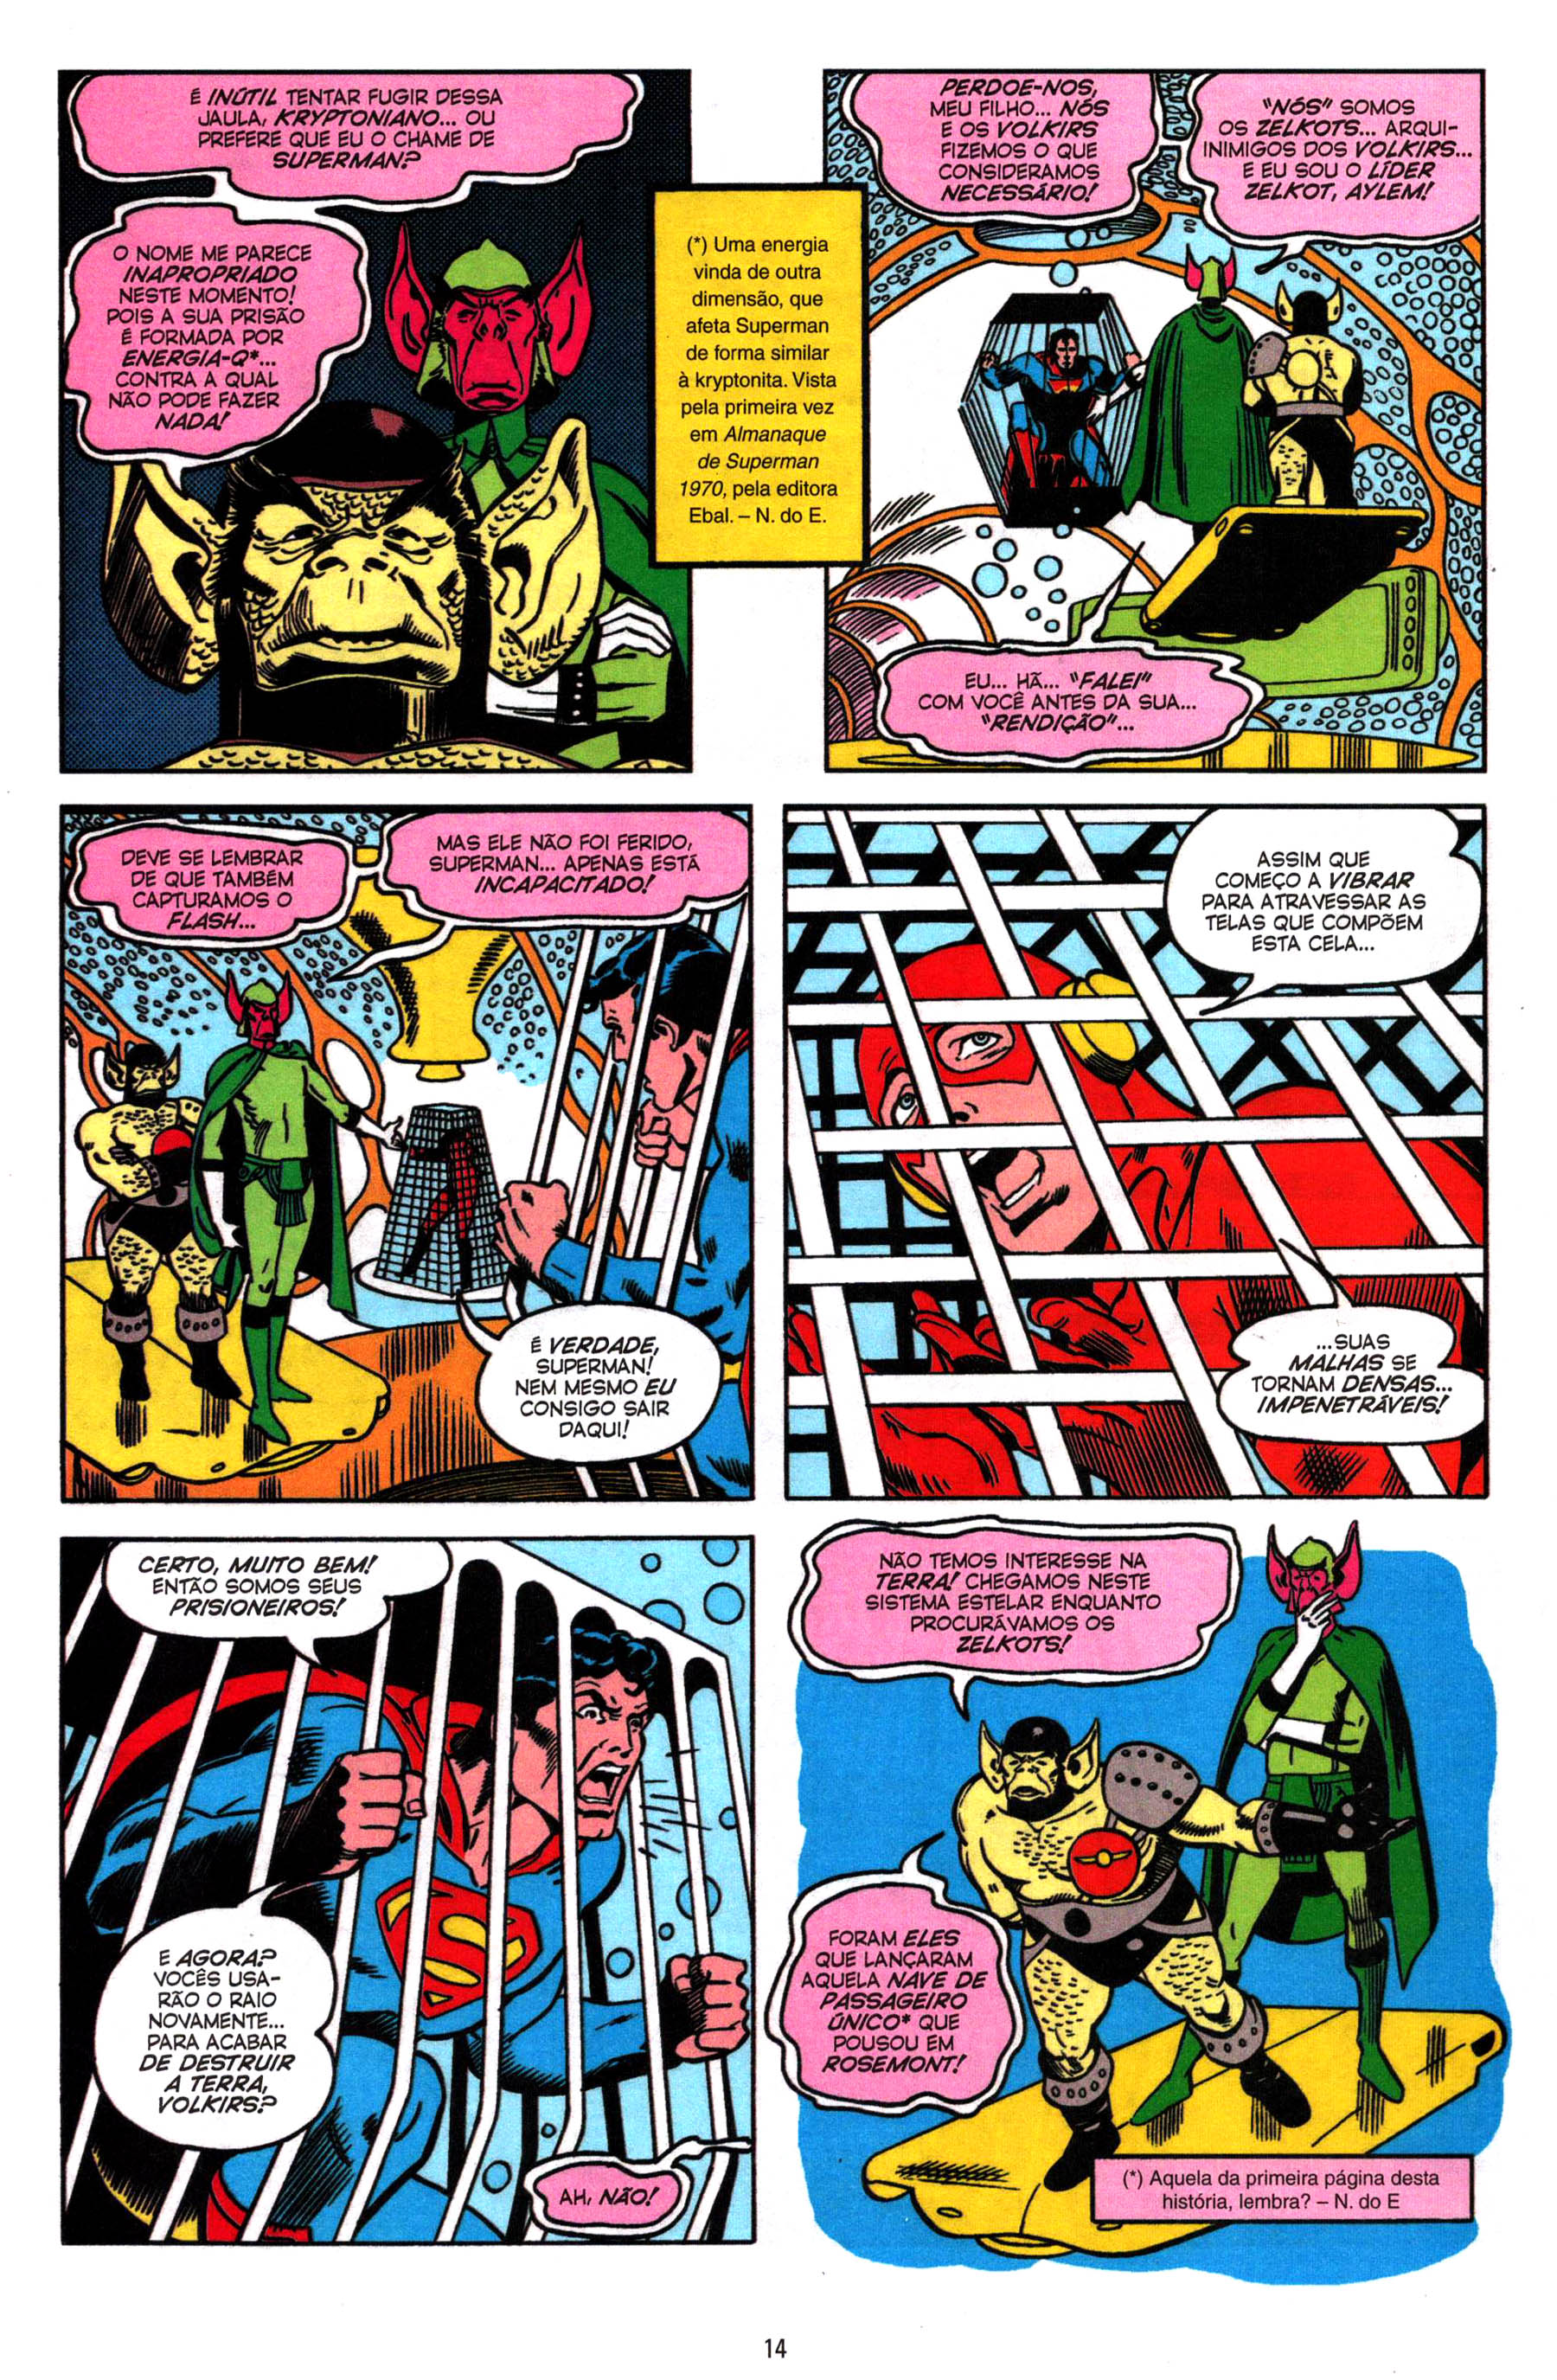 É INÚTIL TENTAR FUGIR DESSA
JAULA, KRYPTONIANO... OU
PREFERE QUE EU O CHAME DE
SUPERMAN?
O NOME ME PARECE
INAPROPRIADO
NESTE MOMENTO!
POIS A SUA PRISÃO
É FORMADA POR
ENERGIA-Q*...
CONTRA A QUAL
NÃO PODE FAZER
NADA!
(*) Uma energia
vinda de outra
dimensão, que
afeta Superman
de forma similar
à kryptonita. Vista
pela primeira vez
em Almanaque
de Superman
1970, pela editora
Ebal. – N. do E.
PERDOE-NOS,
MEU FILHO... NÓS
E OS VOLKIRS
FIZEMOS O QUE
CONSIDERAMOS
NECESSÁRIO!
"NÓS" SOMOS
OS ZELKOTS... ARQUI-
INIMIGOS DOS VOLKIRS...
E EU SOU O LÍDER
ZELKOT, AYLEM!
EU... HÃ... "FALEI"
COM VOCÊ ANTES DA SUA...
"RENDIÇÃO"...
DEVE SE LEMBRAR
DE QUE TAMBÉM
CAPTURAMOS O
FLASH...
MAS ELE NÃO FOI FERIDO,
SUPERMAN... APENAS ESTÁ
INCAPACITADO!
É VERDADE,
SUPERMAN!
NEM MESMO EU
CONSIGO SAIR
DAQUI!
ASSIM QUE
COMEÇO A VIBRAR
PARA ATRAVESSAR AS
TELAS QUE COMPÕEM
ESTA CELA...
...SUAS
MALHAS SE
TORNAM DENSAS...
IMPENETRÁVEIS!
CERTO, MUITO BEM!
ENTÃO SOMOS SEUS
PRISIONEIROS!
E AGORA?
VOCÊS USA-
RÃO O RAIO
NOVAMENTE...
PARA ACABAR
DE DESTRUIR
A TERRA,
VOLKIRS?
AH, NÃO!
NÃO TEMOS INTERESSE NA
TERRA! CHEGAMOS NESTE
SISTEMA ESTELAR ENQUANTO
PROCURÁVAMOS OS
ZELKOTS!
FORAM ELES
QUE LANÇARAM
AQUELA NAVE DE
PASSAGEIRO
ÚNICO* QUE
POUSOU EM
ROSEMONT!
(*) Aquela da primeira página desta
história, lembra? – N. do E
14